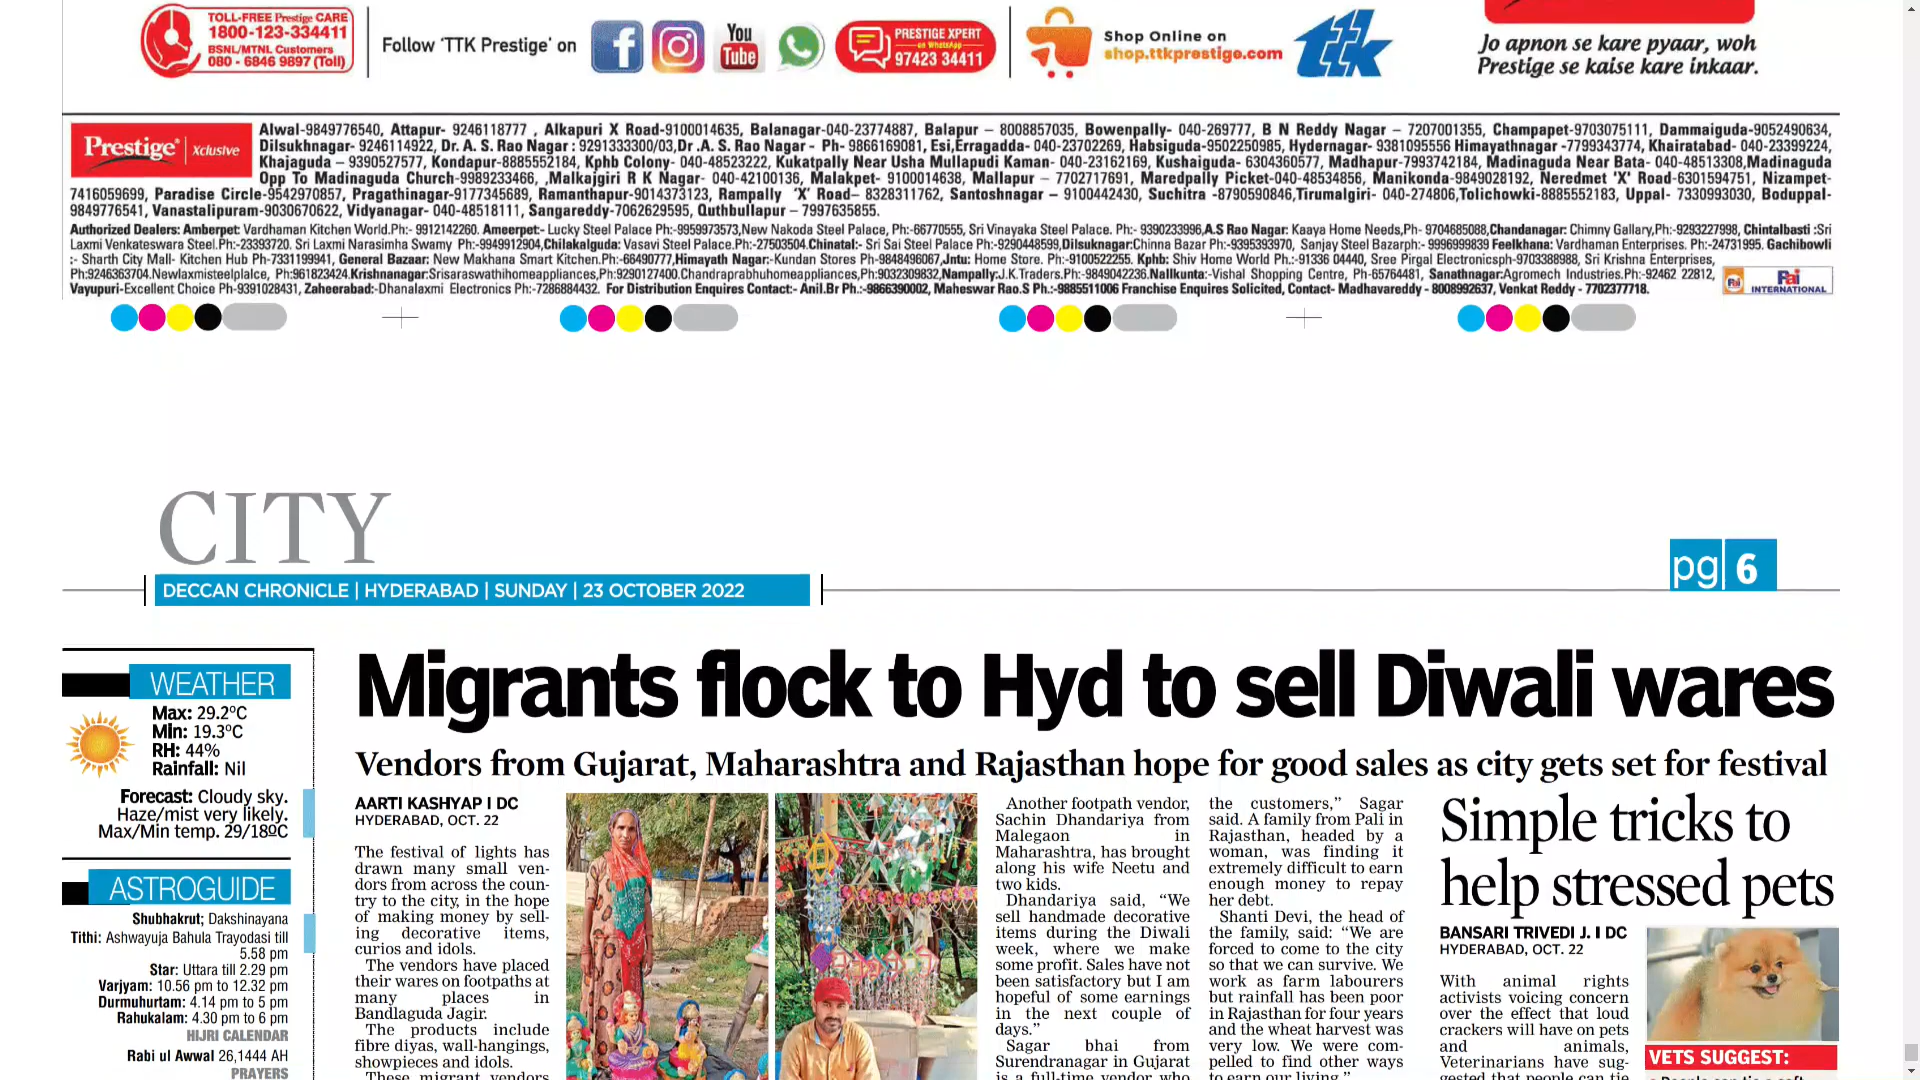 TOLL-FREE Prestige CARE
1800-123-334411
BSNL/MTNL Customers
080 - 6846 9897 (Toll)
Follow ‘TTK Prestige’ on
f
You
Tube
PRESTIGE XPERT
on WhatsApp
97423 34411
Shop Online on
shop.ttkprestige.com
ttk
Jo apnon se kare pyaar, woh
Prestige se kaise kare inkaar.
Prestige Xclusive
Alwal-9849776540, Attapur- 9246118777 , Alkapuri X Road-9100014635, Balanagar-040-23774887, Balapur – 8008857035, Bowenpally- 040-269777, B N Reddy Nagar – 7207001355, Champapet-9703075111, Dammaiguda-9052490634,
Dilsukhnagar- 9246114922, Dr. A. S. Rao Nagar : 9291333300/03,Dr .A. S. Rao Nagar - Ph- 9866169081, Esi,Erragadda- 040-23702269, Habsiguda-9502250985, Hydernagar- 9381095556 Himayathnagar -7799343774, Khairatabad- 040-23399224,
Khajaguda – 9390527577, Kondapur-8885552184, Kphb Colony- 040-48523222, Kukatpally Near Usha Mullapudi Kaman- 040-23162169, Kushaiguda- 6304360577, Madhapur-7993742184, Madinaguda Near Bata- 040-48513308,Madinaguda
Opp To Madinaguda Church-9989233466, ,Malkajgiri R K Nagar- 040-42100136, Malakpet- 9100014638, Mallapur – 7702717691, Maredpally Picket-040-48534856, Manikonda-9849028192, Neredmet 'X' Road-6301594751, Nizampet-
7416059699, Paradise Circle-9542970857, Pragathinagar-9177345689, Ramanthapur-9014373123, Rampally 'X' Road– 8328311762, Santoshnagar – 9100442430, Suchitra -8790590846,Tirumalgiri- 040-274806,Tolichowki-8885552183, Uppal- 7330993030, Boduppal-
9849776541, Vanastalipuram-9030670622, Vidyanagar- 040-48518111, Sangareddy-7062629595, Quthbullapur – 7997635855.
Authorized Dealers: Amberpet: Vardhaman Kitchen World.Ph:- 9912142260. Ameerpet:- Lucky Steel Palace Ph:-9959973573,New Nakoda Steel Palace, Ph:-66770555, Sri Vinayaka Steel Palace. Ph:- 9390233996,A.S Rao Nagar: Kaaya Home Needs,Ph:- 9704685088,Chandanagar: Chimny Gallary,Ph:-9293227998, Chintalbasti :Sri
Laxmi Venkateswara Steel.Ph:-23393720. Sri Laxmi Narasimha Swamy Ph:-9949912904,Chilakalguda: Vasavi Steel Palace.Ph:-27503504.Chinatal:- Sri Sai Steel Palace Ph:-9290448599,Dilsuknagar:Chinna Bazar Ph:-9395393970, Sanjay Steel Bazarph:- 9996999839 Feelkhana: Vardhaman Enterprises. Ph:-24731995. Gachibowli
:- Sharth City Mall- Kitchen Hub Ph-7331199941, General Bazaar: New Makhana Smart Kitchen.Ph:-66490777,Himayath Nagar:-Kundan Stores Ph-9848496067,Jntu: Home Store. Ph:-9100522255. Kphb: Shiv Home World Ph.:-91336 04440, Sree Pirgal Electronicsph-9703388988, Sri Krishna Enterprises,
Ph:9246363704.Newlaxmisteelplalce, Ph;961823424.Krishnanagar:Srisaraswathihomeappliances,Ph:9290127400.Chandraprabhuhomeappliances,Ph;9032309832,Nampally:J.K.Traders.Ph:-9849042236.Nallkunta:-Vishal Shopping Centre, Ph-65764481, Sanathnagar:Agromech Industries.Ph:-92462 22812,
Vayupuri-Excellent Choice Ph-9391028431, Zaheerabad:-Dhanalaxmi Electronics Ph:-7286884432. For Distribution Enquires Contact:- Anil.Br Ph.:-9866390002, Maheswar Rao.S Ph.:-9885511006 Franchise Enquires Solicited, Contact- Madhavareddy - 8008992637, Venkat Reddy - 7702377718.
Pai
Pai
INTERNATIONAL
CITY
pg 6
DECCAN CHRONICLE | HYDERABAD | SUNDAY | 23 OCTOBER 2022
WEATHER
Max: 29.2ºC
Min: 19.3ºC
RH: 44%
Rainfall: Nil
Forecast: Cloudy sky.
Haze/mist very likely.
Max/Min temp. 29/18ºC
ASTROGUIDE
Shubhakrut; Dakshinayana
Tithi: Ashwayuja Bahula Trayodasi till
5.58 pm
Star: Uttara till 2.29 pm
Varjyam: 10.56 pm to 12.32 pm
Durmuhurtam: 4.14 pm to 5 pm
Rahukalam: 4.30 pm to 6 pm
HIJRI CALENDAR
Rabi ul Awwal 26,1444 AH
PRAYERS
Migrants flock to Hyd to sell Diwali wares
Vendors from Gujarat, Maharashtra and Rajasthan hope for good sales as city gets set for festival
AARTI KASHYAP I DC
HYDERABAD, OCT. 22
The festival of lights has
drawn many small ven-
dors from across the coun-
try to the city, in the hope
of making money by sell-
ing decorative items,
curios and idols.
The vendors have placed
their wares on footpaths at
many places in
Bandlaguda Jagir.
The products include
fibre diyas, wall-hangings,
showpieces and idols.
These migrant vendors
Another footpath vendor,
Sachin Dhandariya from
Malegaon in
Maharashtra, has brought
along his wife Neetu and
two kids.
Dhandariya said, “We
sell handmade decorative
items during the Diwali
week, where we make
some profit. Sales have not
been satisfactory but I am
hopeful of some earnings
in the next couple of
days.”
Sagar bhai from
Surendranagar in Gujarat
is a full-time vendor who
the customers,” Sagar
said. A family from Pali in
Rajasthan, headed by a
woman, was finding it
extremely difficult to earn
enough money to repay
her debt.
Shanti Devi, the head of
the family, said: “We are
forced to come to the city
so that we can survive. We
work as farm labourers
but rainfall has been poor
in Rajasthan for four years
and the wheat harvest was
very low. We were com-
pelled to find other ways
to earn our living.”
Simple tricks to
help stressed pets
BANSARI TRIVEDI J. I DC
HYDERABAD, OCT. 22
With animal rights
activists voicing concern
over the effect that loud
crackers will have on pets
and animals,
Veterinarians have sug-
gested that people can tie
VETS SUGGEST: